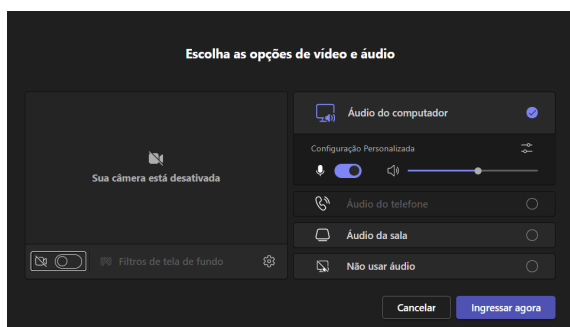 Escolha as opções de vídeo e áudio
Sua câmera está desativada
Filtros de tela de fundo
Áudio do computador
Configuração Personalizada
Áudio do telefone
Áudio da sala
Não usar áudio
Cancelar
Ingressar agora